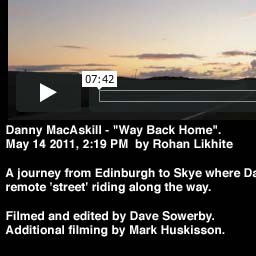 07:42
Danny MacAskill - "Way Back Home".
May 14 2011, 2:19 PM by Rohan Likhite
A journey from Edinburgh to Skye where Da
remote 'street' riding along the way.
Filmed and edited by Dave Sowerby.
Additional filming by Mark Huskisson.